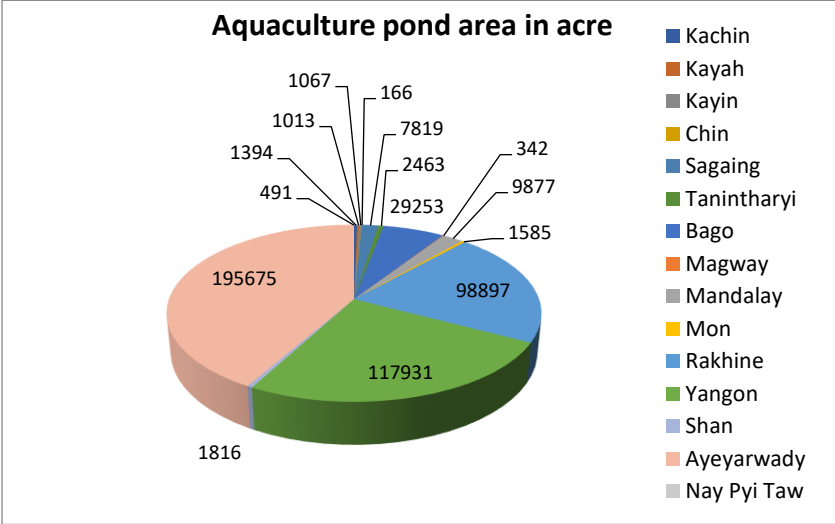 Aquaculture pond area in acre
1067
166
1013
7819
1394
2463
342
491
29253
9877
1585
195675
98897
117931
1816
Kachin
Kayah
Kayin
Chin
Sagaing
Tanintharyi
Bago
Magway
Mandalay
Mon
Rakhine
Yangon
Shan
Ayeyarwady
Nay Pyi Taw